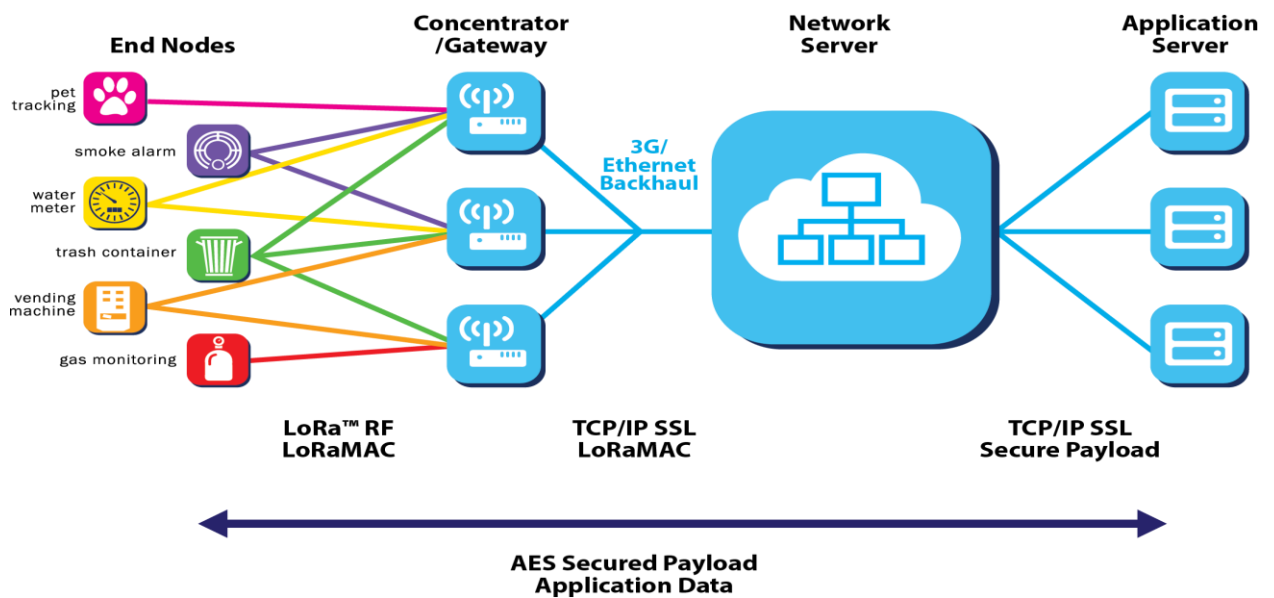 End Nodes
Concentrator
/Gateway
Network
Server
Application
Server
pet
tracking
smoke alarm
water
meter
trash container
vending
machine
gas monitoring
3G/
Ethernet
Backhaul
LoRa™ RF
LoRaMAC
TCP/IP SSL
LoRaMAC
TCP/IP SSL
Secure Payload
AES Secured Payload
Application Data